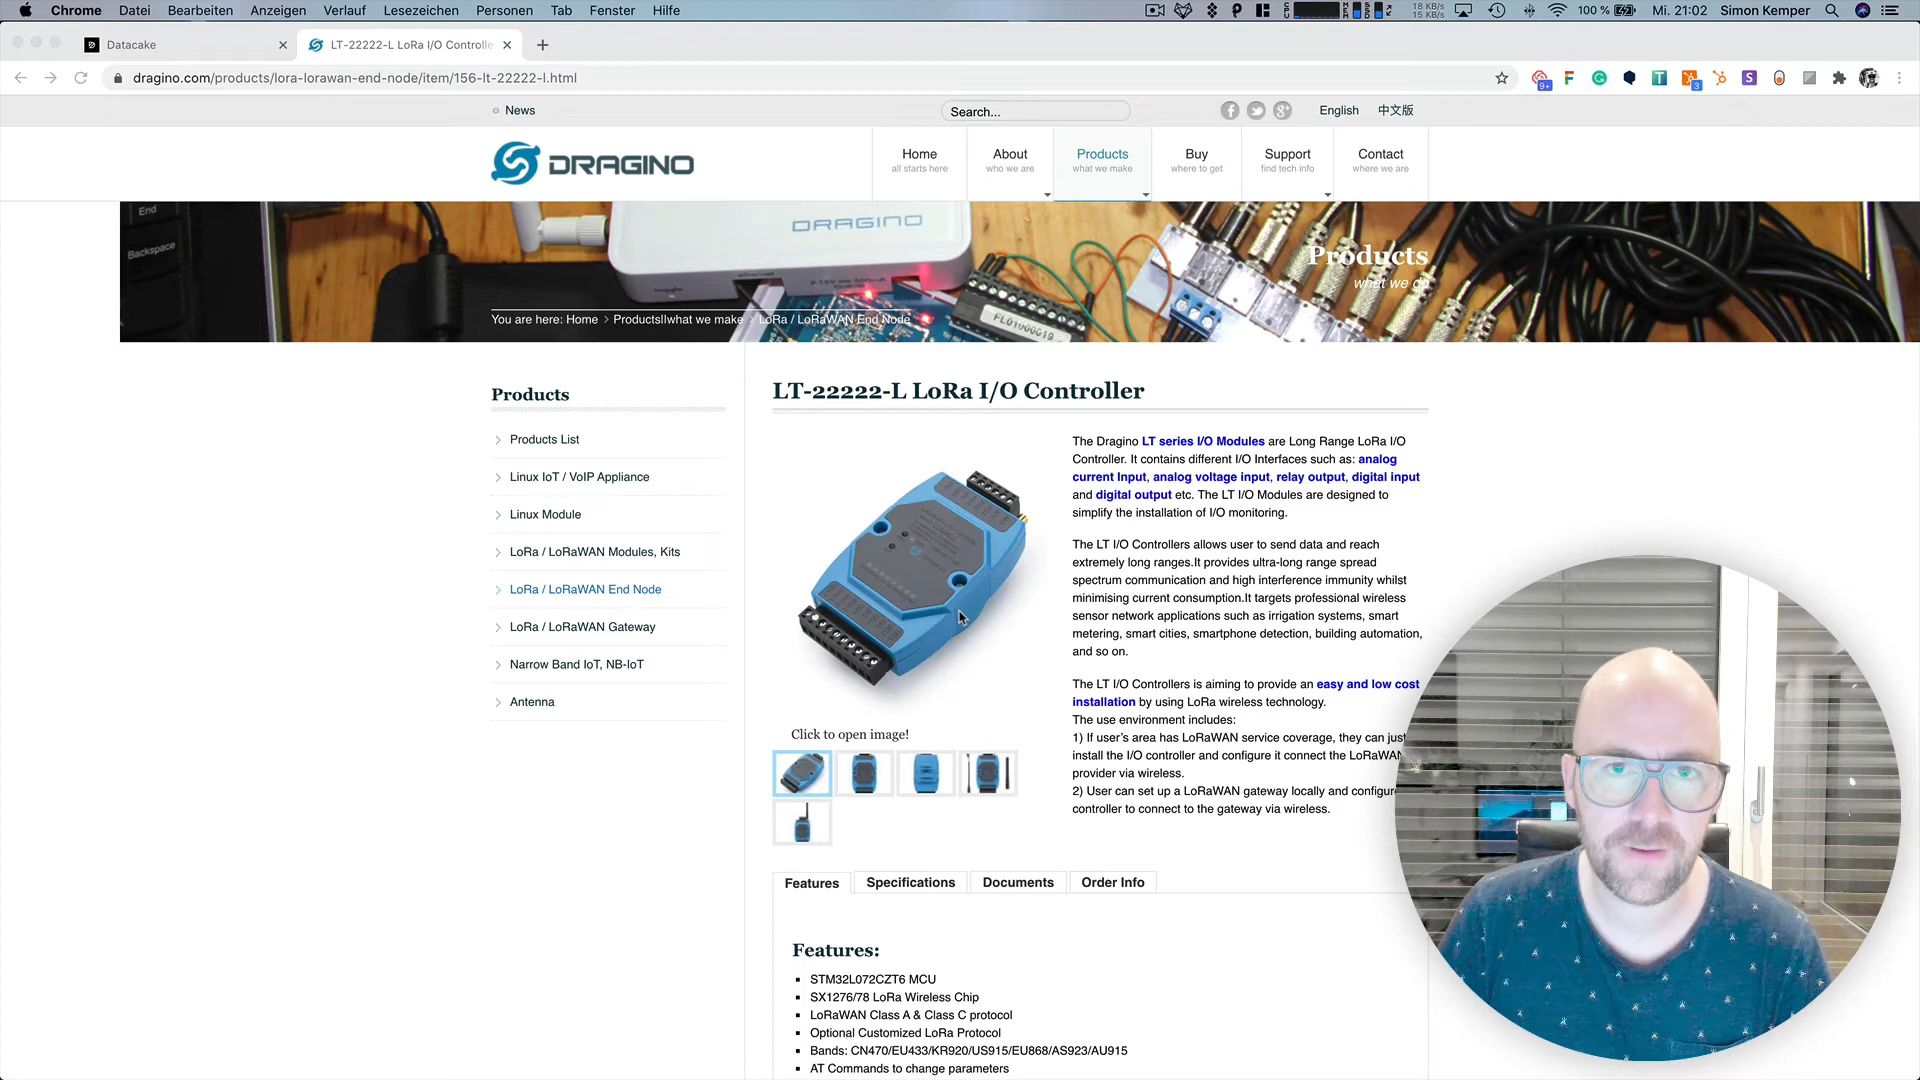 Chrome Datei Bearbeiten Anzeigen Verlauf Lesezeichen Personen Tab Fenster Hilfe 18 KB/s 15 KB/s 100 % Mi. 21:02 Simon Kemper
Datacake LT-22222-L LoRa I/O Controlle
dragino.com/products/lora-lorawan-end-node/item/156-lt-22222-l.html
News Search... English 中文版
DRAGINO
Home About Products Buy Support Contact
all starts here who we are what we make where to get find tech info where we are
End
Backspace
DRAGINO
FL01000019
Products
what we do
You are here: Home > Products||what we make > LoRa / LoRaWAN End Node
Products
Products List
Linux IoT / VoIP Appliance
Linux Module
LoRa / LoRaWAN Modules, Kits
LoRa / LoRaWAN End Node
LoRa / LoRaWAN Gateway
Narrow Band IoT, NB-IoT
Antenna
LT-22222-L LoRa I/O Controller
The Dragino LT series I/O Modules are Long Range LoRa I/O
Controller. It contains different I/O Interfaces such as: analog
current Input, analog voltage input, relay output, digital input
and digital output etc. The LT I/O Modules are designed to
simplify the installation of I/O monitoring.
The LT I/O Controllers allows user to send data and reach
extremely long ranges.It provides ultra-long range spread
spectrum communication and high interference immunity whilst
minimising current consumption.It targets professional wireless
sensor network applications such as irrigation systems, smart
metering, smart cities, smartphone detection, building automation,
and so on.
The LT I/O Controllers is aiming to provide an easy and low cost
installation by using LoRa wireless technology.
The use environment includes:
1) If user's area has LoRaWAN service coverage, they can just
install the I/O controller and configure it connect the LoRaWAN
provider via wireless.
2) User can set up a LoRaWAN gateway locally and configure
controller to connect to the gateway via wireless.
Click to open image!
Features Specifications Documents Order Info
Features:
STM32L072CZT6 MCU
SX1276/78 LoRa Wireless Chip
LoRaWAN Class A & Class C protocol
Optional Customized LoRa Protocol
Bands: CN470/EU433/KR920/US915/EU868/AS923/AU915
AT Commands to change parameters